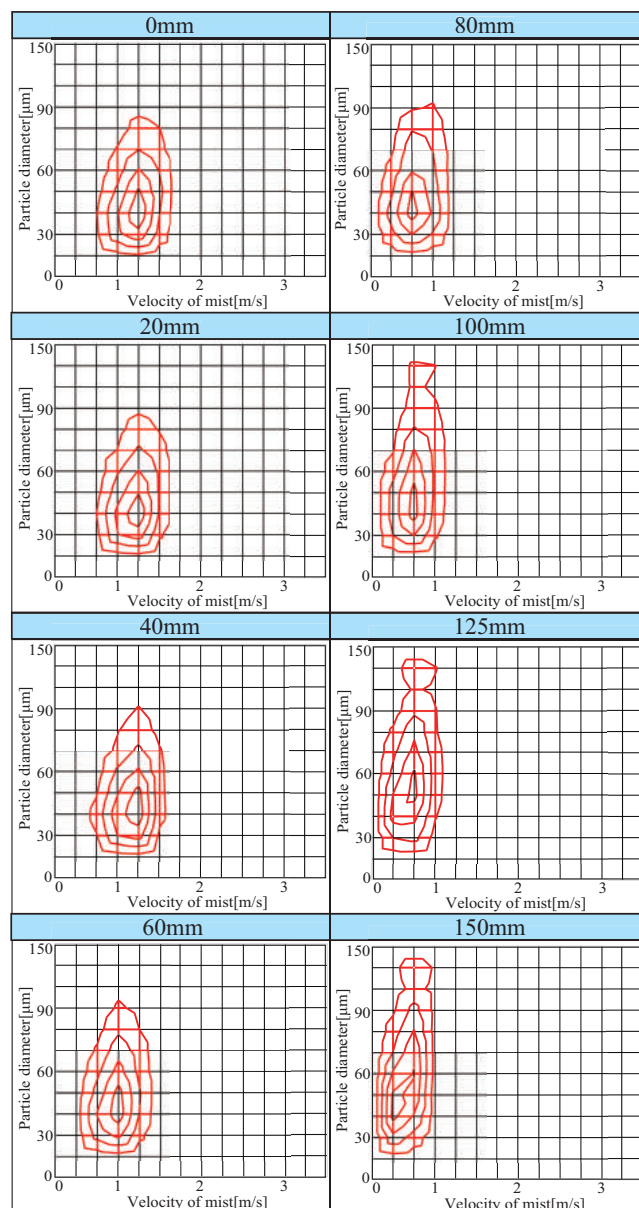 0mm
80mm
Particle diameter[μm]
150
90
60
30
0
0 1 2 3
Velocity of mist[m/s]
Particle diameter[μm]
150
90
60
30
0
0 1 2 3
Velocity of mist[m/s]
20mm
100mm
Particle diameter[μm]
150
90
60
30
0
0 1 2 3
Velocity of mist[m/s]
Particle diameter[μm]
150
90
60
30
0
0 1 2 3
Velocity of mist[m/s]
40mm
125mm
Particle diameter[μm]
150
90
60
30
0
0 1 2 3
Velocity of mist[m/s]
Particle diameter[μm]
150
90
60
30
0
0 1 2 3
Velocity of mist[m/s]
60mm
150mm
Particle diameter[μm]
150
90
60
30
0
0 1 2 3
Velocity of mist[m/s]
Particle diameter[μm]
150
90
60
30
0
0 1 2 3
Velocity of mist[m/s]